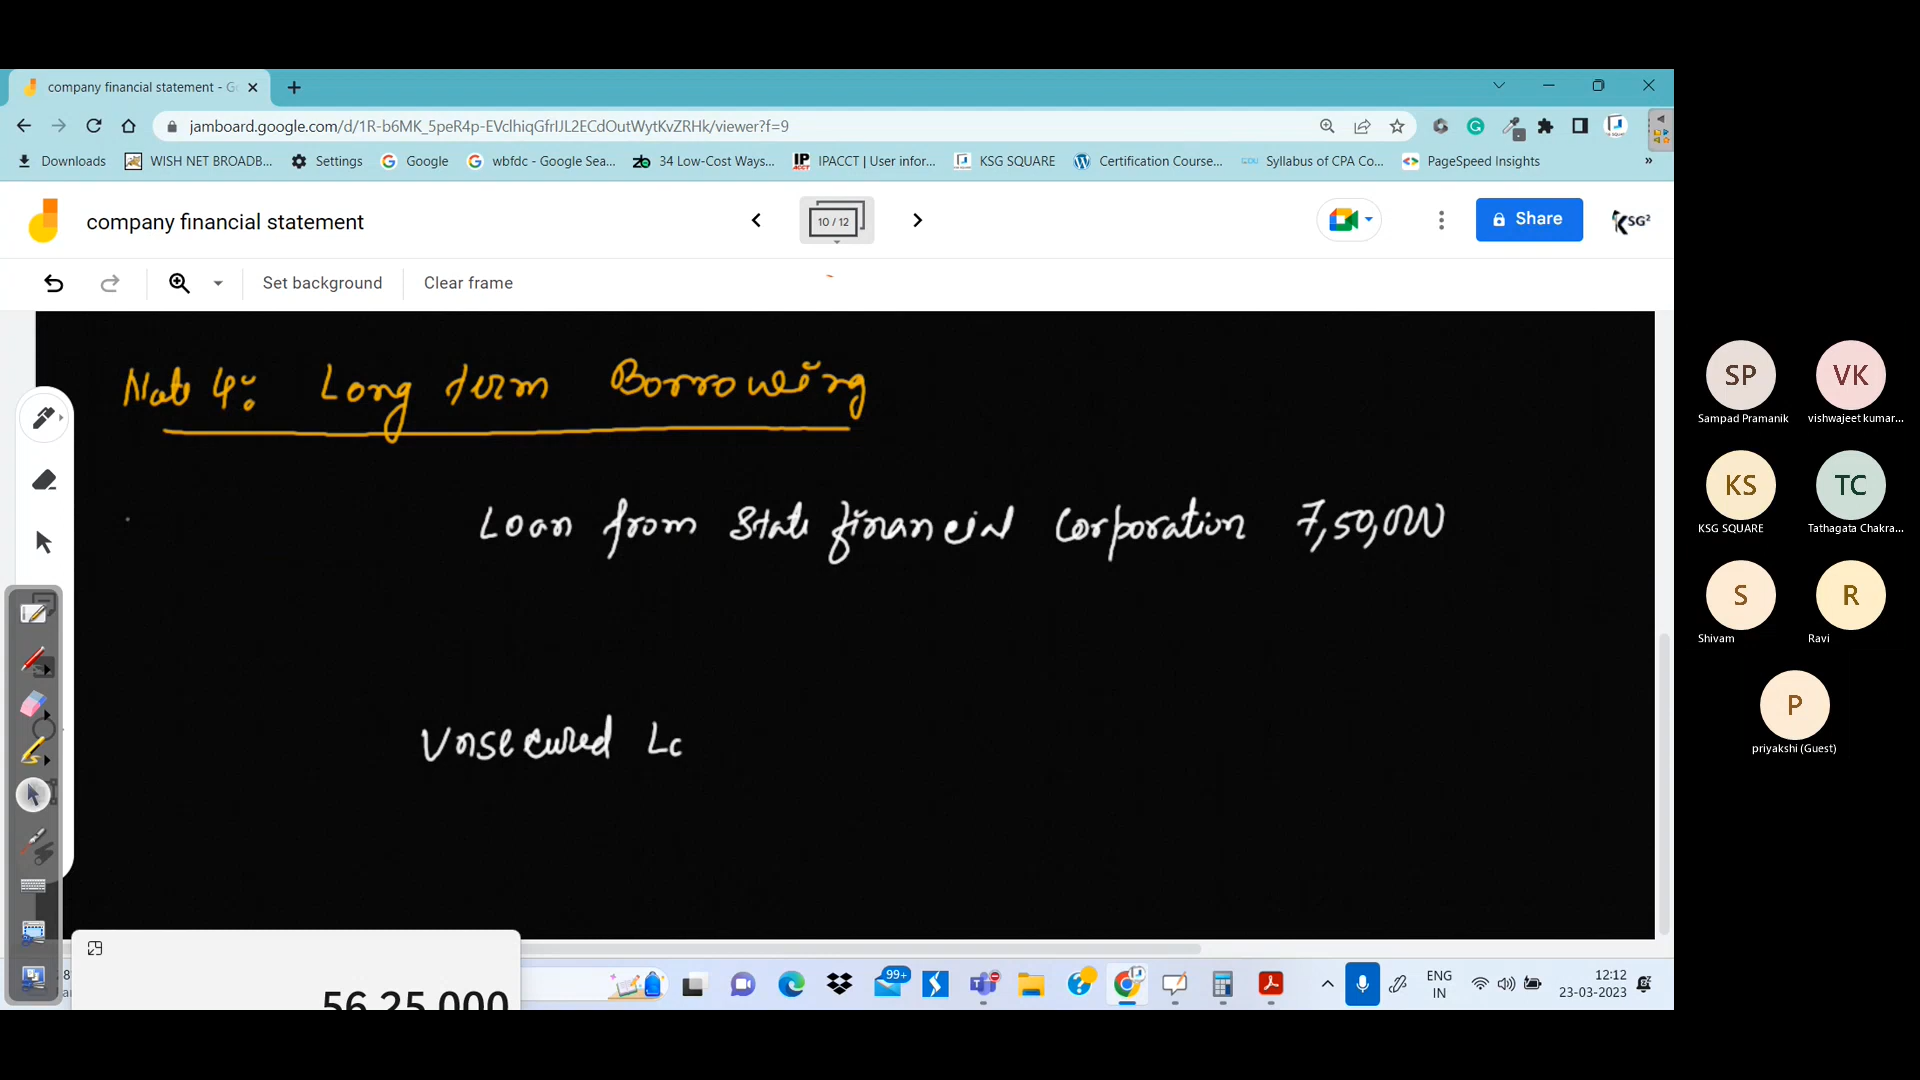 company financial statement - G
jamboard.google.com/d/1R-b6MK_5peR4p-EVclhiqGfrIJL2ECdOutWytKvZRHk/viewer?f=9
Downloads WISH NET BROADB... Settings Google wbfdc - Google Sea... 34 Low-Cost Ways... IPACCT | User infor... KSG SQUARE Certification Course... Syllabus of CPA Co... PageSpeed Insights »
company financial statement 10 / 12 Share KSG²
Set background Clear frame
Note 4: Long term Borrowing
Loan from State financial Corporation 7,50,000
Unsecured Lo
56,25,000
99+
ENG
IN
12:12
23-03-2023
SP VK
Sampad Pramanik vishwajeet kumar...
KS TC
KSG SQUARE Tathagata Chakra...
S R
Shivam Ravi
P
priyakshi (Guest)